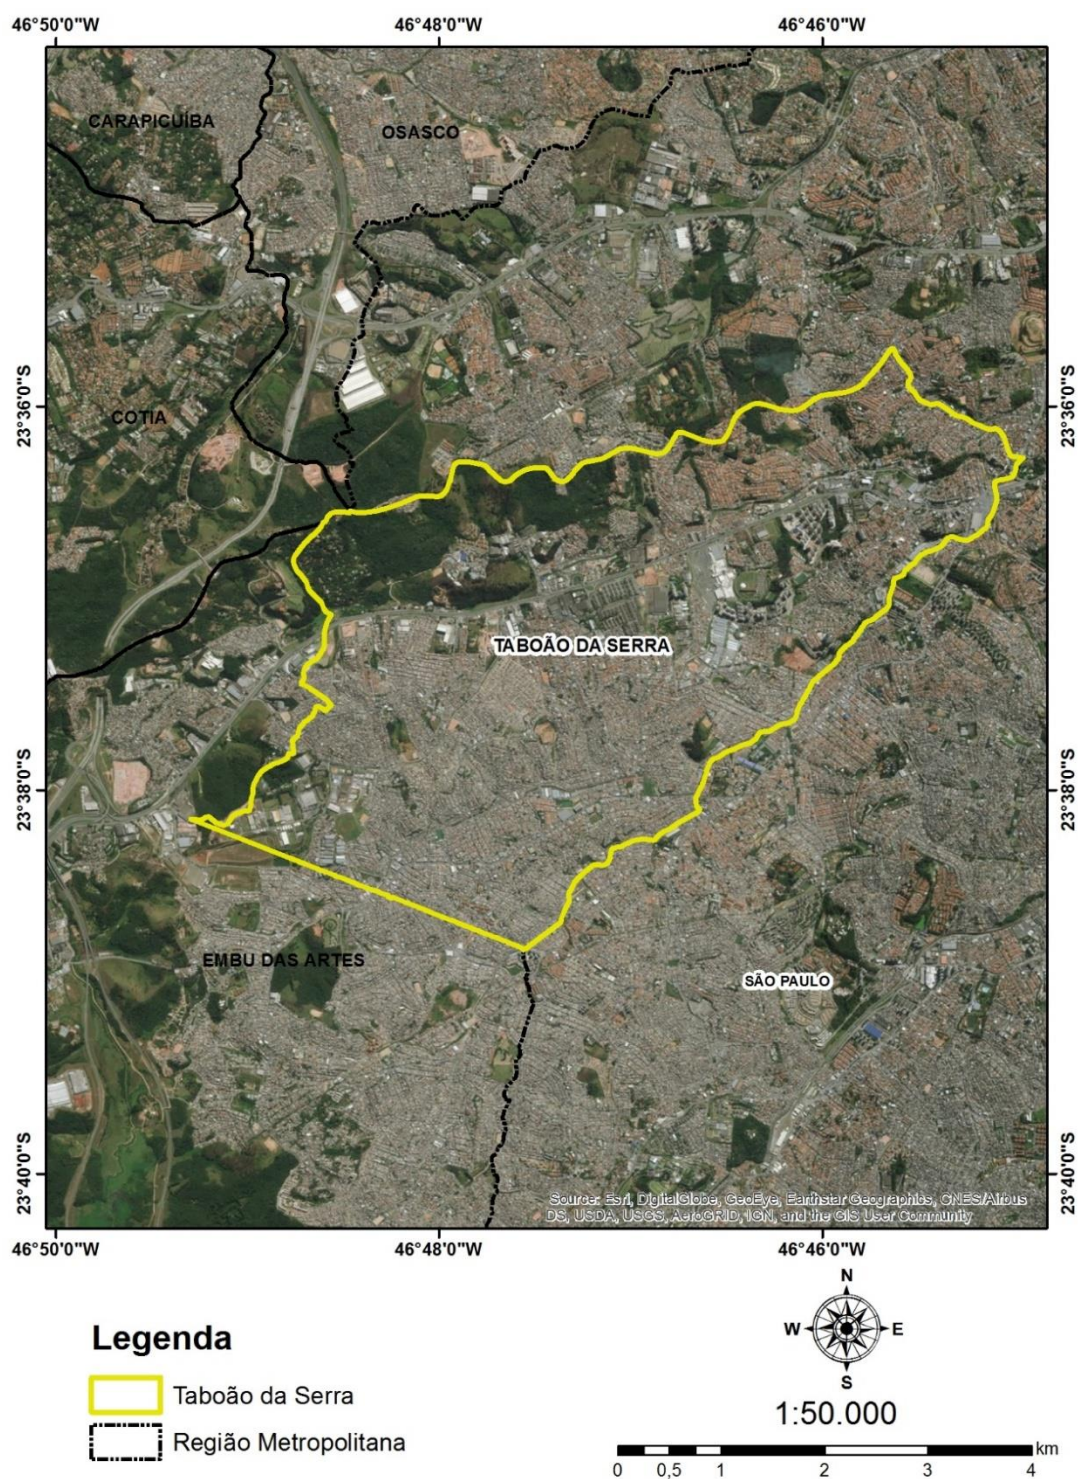 46°50'0"W 46°48'0"W 46°46'0"W
CARAPICUÍBA
OSASCO
23°36'0"S
23°36'0"S
COTIA
TABOÃO DA SERRA
23°38'0"S
23°38'0"S
EMBU DAS ARTES
SÃO PAULO
23°40'0"S
23°40'0"S
Source: Esri, DigitalGlobe, GeoEye, Earthstar Geographics, CNES/Airbus
DS, USDA, USGS, AeroGRID, IGN, and the GIS User Community
46°50'0"W 46°48'0"W 46°46'0"W
N
W E
S
Legenda
Taboão da Serra
Região Metropolitana
1:50.000
km
0 0,5 1 2 3 4